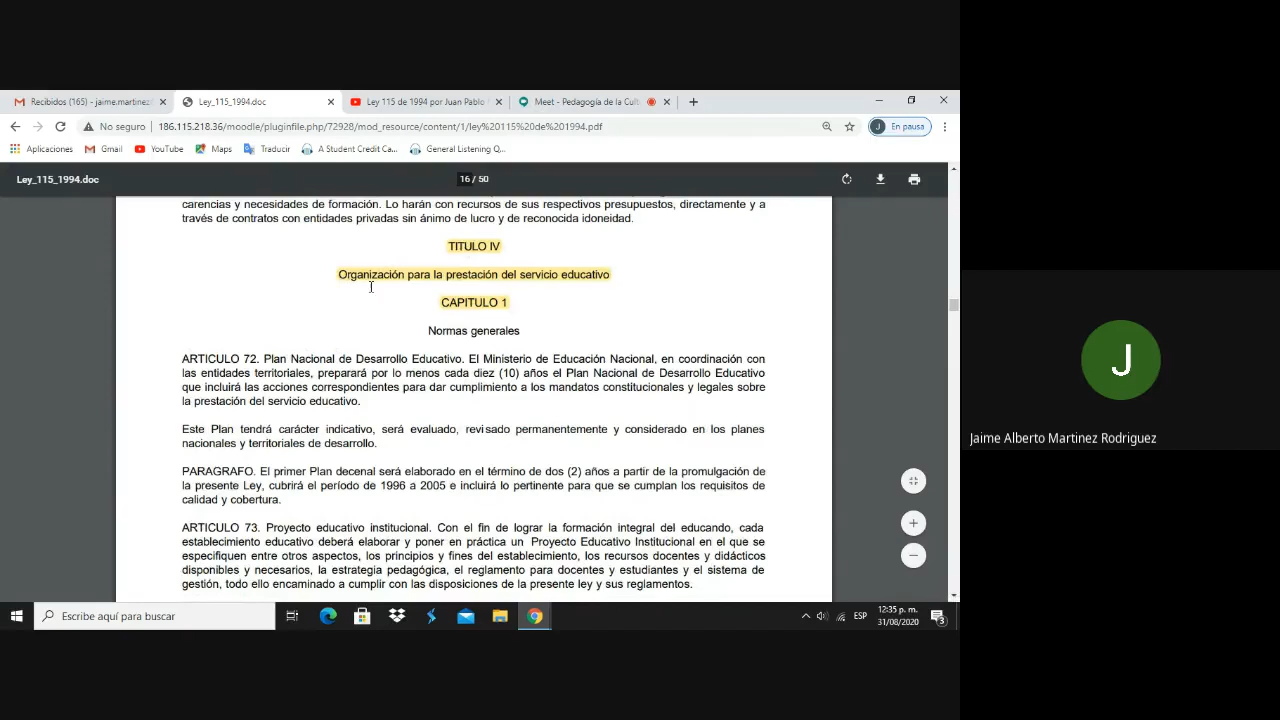 Recibidos (165) - jaime.martinez
Ley_115_1994.doc
Ley 115 de 1994 por Juan Pablo
Meet - Pedagogía de la Cult
No seguro
186.115.218.36/moodle/pluginfile.php/72928/mod_resource/content/1/ley%20115%20de%201994.pdf
J
En pausa
Aplicaciones
Gmail
YouTube
Maps
Traducir
A Student Credit Ca...
General Listening Q...
Ley_115_1994.doc
16 / 50
carencias y necesidades de formación. Lo harán con recursos de sus respectivos presupuestos, directamente y a
través de contratos con entidades privadas sin ánimo de lucro y de reconocida idoneidad.
TITULO IV
Organización para la prestación del servicio educativo
CAPITULO 1
Normas generales
ARTICULO 72. Plan Nacional de Desarrollo Educativo. El Ministerio de Educación Nacional, en coordinación con
las entidades territoriales, preparará por lo menos cada diez (10) años el Plan Nacional de Desarrollo Educativo
que incluirá las acciones correspondientes para dar cumplimiento a los mandatos constitucionales y legales sobre
la prestación del servicio educativo.
Este Plan tendrá carácter indicativo, será evaluado, revisado permanentemente y considerado en los planes
nacionales y territoriales de desarrollo.
PARAGRAFO. El primer Plan decenal será elaborado en el término de dos (2) años a partir de la promulgación de
la presente Ley, cubrirá el período de 1996 a 2005 e incluirá lo pertinente para que se cumplan los requisitos de
calidad y cobertura.
ARTICULO 73. Proyecto educativo institucional. Con el fin de lograr la formación integral del educando, cada
establecimiento educativo deberá elaborar y poner en práctica un Proyecto Educativo Institucional en el que se
especifiquen entre otros aspectos, los principios y fines del establecimiento, los recursos docentes y didácticos
disponibles y necesarios, la estrategia pedagógica, el reglamento para docentes y estudiantes y el sistema de
gestión, todo ello encaminado a cumplir con las disposiciones de la presente ley y sus reglamentos.
Escribe aquí para buscar
ESP
12:35 p. m.
31/08/2020
3
J
Jaime Alberto Martinez Rodriguez